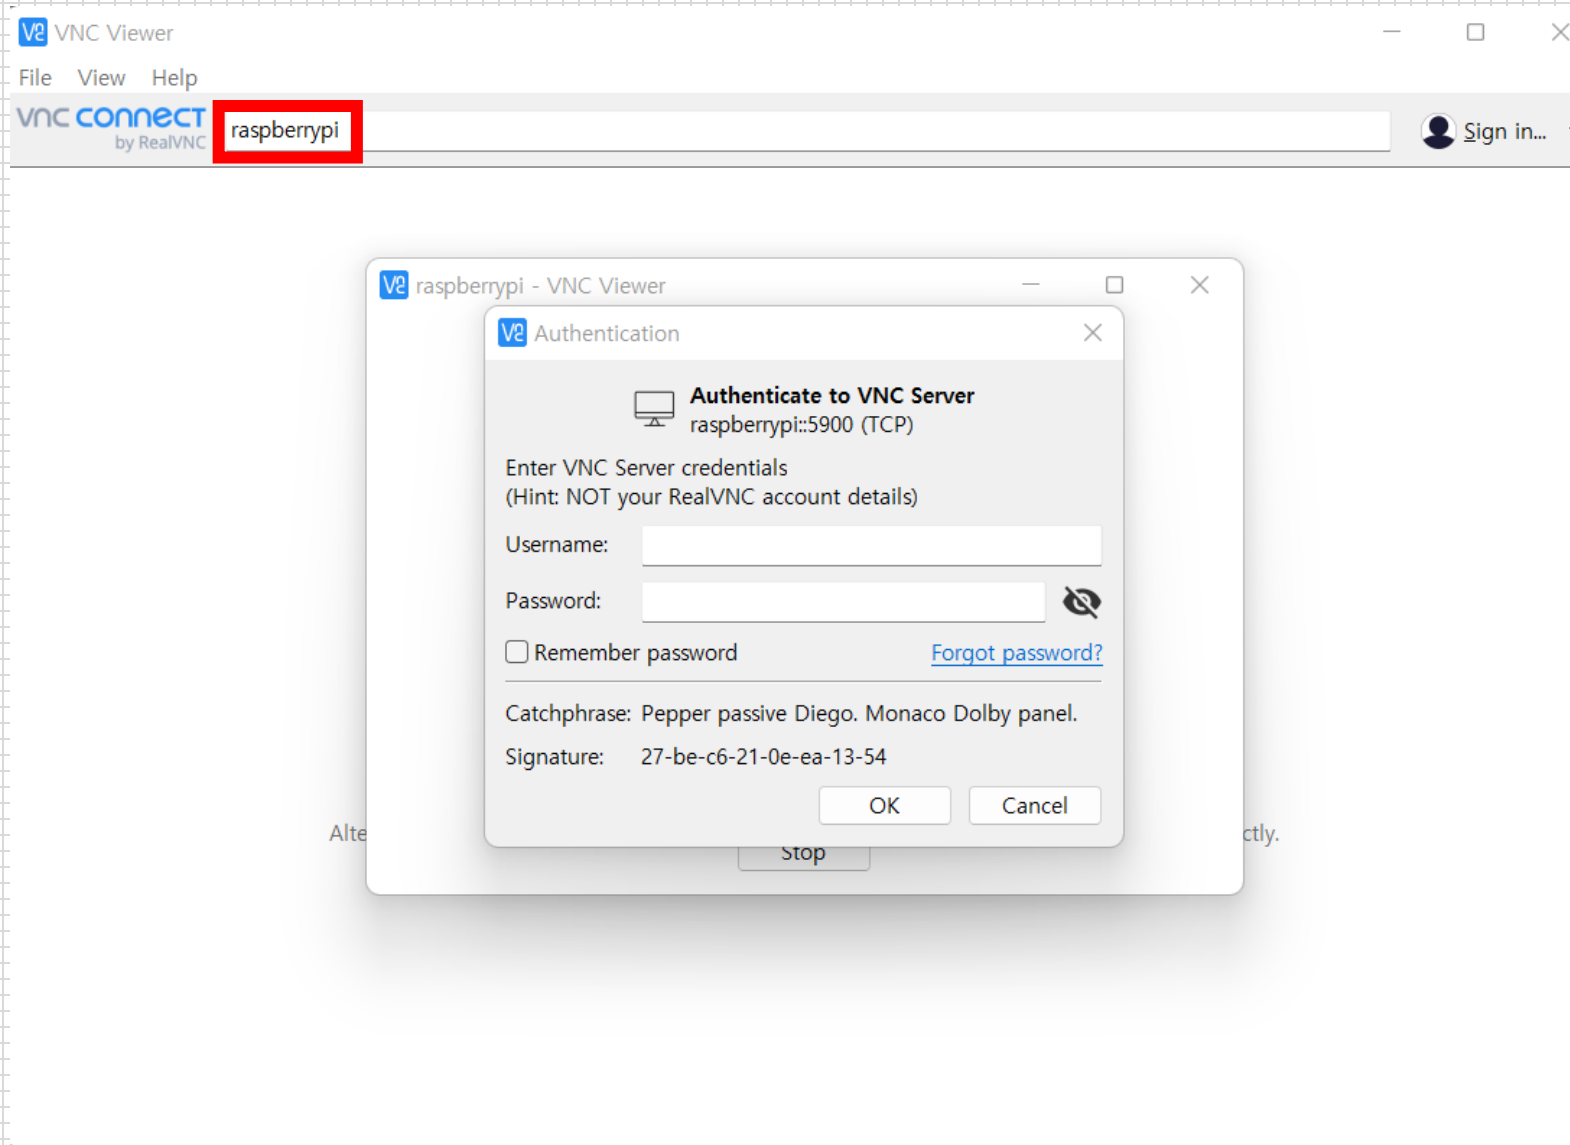 VNC Viewer
File View Help
vnc connect
by RealVNC
raspberrypi
Sign in...
raspberrypi - VNC Viewer
Authentication
Authenticate to VNC Server
raspberrypi::5900 (TCP)
Enter VNC Server credentials
(Hint: NOT your RealVNC account details)
Username:
Password:
Remember password Forgot password?
Catchphrase: Pepper passive Diego. Monaco Dolby panel.
Signature: 27-be-c6-21-0e-ea-13-54
OK Cancel
Alte ctly.
Stop